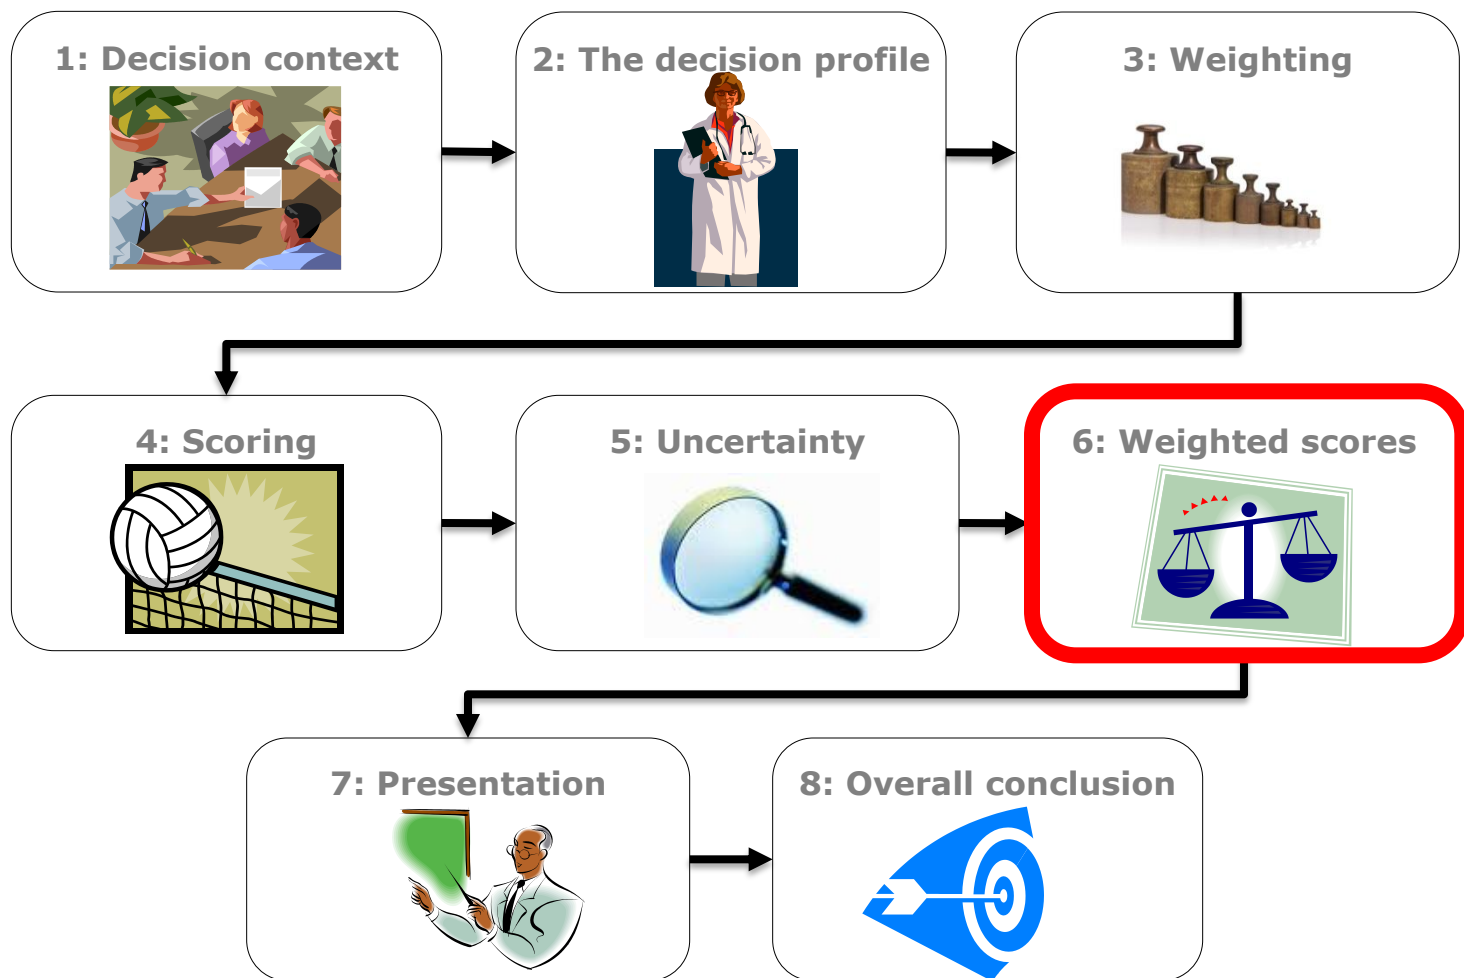 1: Decision context
2: The decision profile
3: Weighting
4: Scoring
5: Uncertainty
6: Weighted scores
7: Presentation
8: Overall conclusion